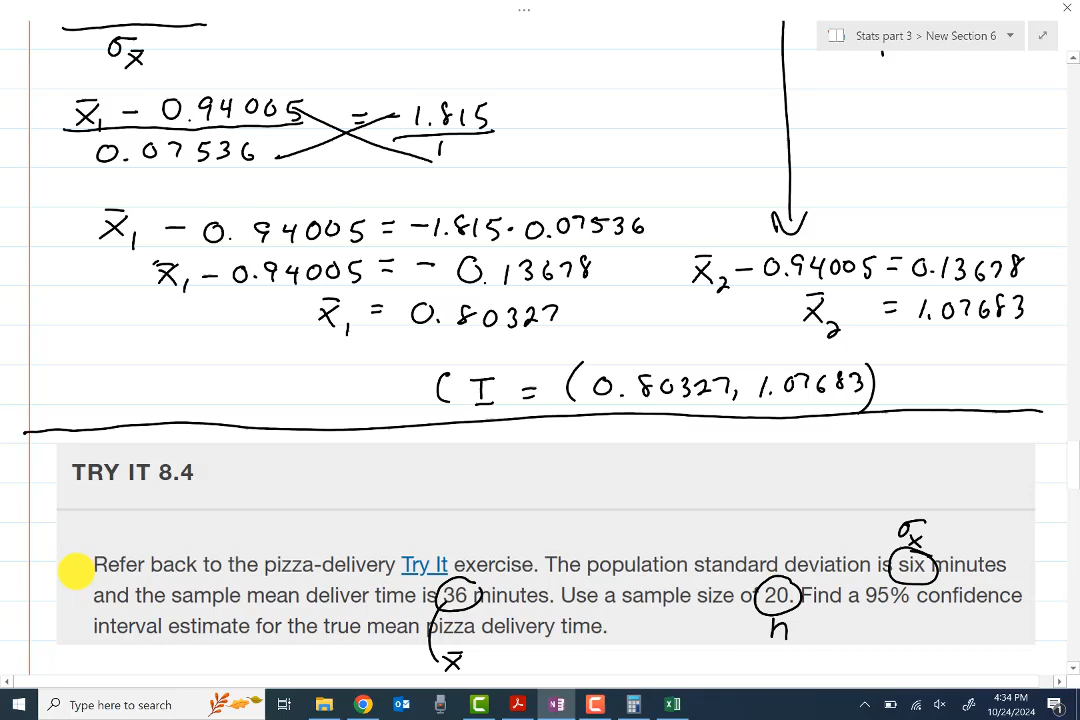 ...
Stats part 3 > New Section 6
σx̄
x̄₁ − 0.94005 = −1.815
0.07536 1
x̄₁ − 0.94005 = −1.815 · 0.07536
x̄₁ − 0.94005 = − 0.13678 x̄₂ − 0.94005 = 0.13678
x̄₁ = 0.80327 x̄₂ = 1.07683
CI = (0.80327, 1.07683)
TRY IT 8.4
σx
Refer back to the pizza-delivery Try It exercise. The population standard deviation is six minutes
and the sample mean deliver time is 36 minutes. Use a sample size of 20. Find a 95% confidence
interval estimate for the true mean pizza delivery time.
n
x̄
Type here to search
4:34 PM
10/24/2024